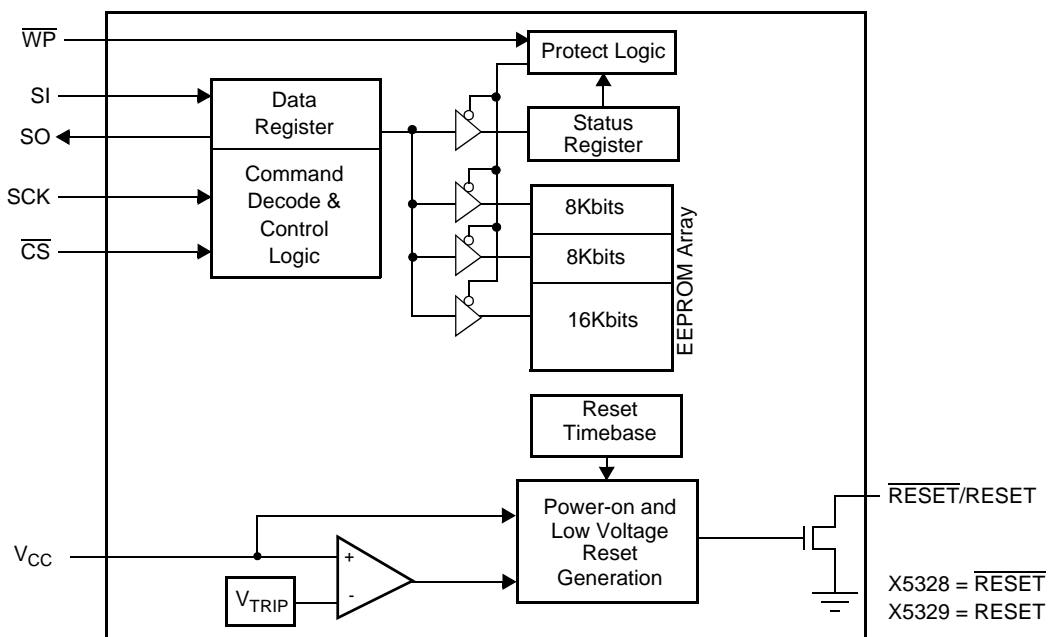 WP
Protect Logic
SI
Data
Register
SO
Status
Register
Command
Decode &
Control
Logic
SCK
CS
8Kbits
8Kbits
16Kbits
EEPROM Array
Reset
Timebase
Power-on and
Low Voltage
Reset
Generation
RESET/RESET
VCC
+
-
VTRIP
X5328 = RESET
X5329 = RESET